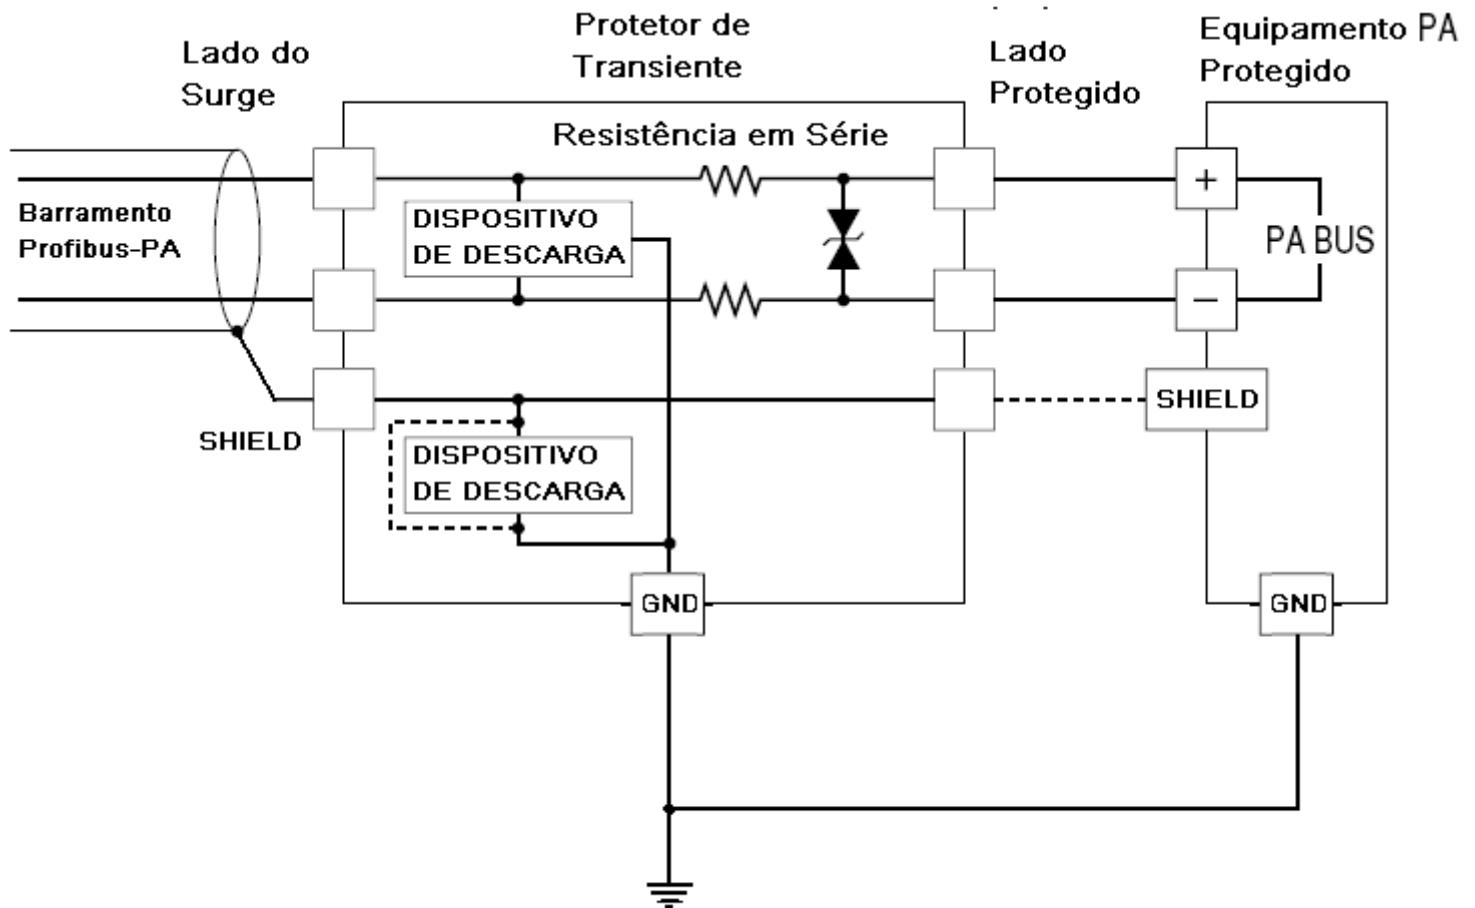 Protetor de
Transiente
Lado do
Surge
Lado
Protegido
Equipamento PA
Protegido
Resistência em Série
Barramento
Profibus-PA
DISPOSITIVO
DE DESCARGA
+
PA BUS
−
SHIELD
SHIELD
DISPOSITIVO
DE DESCARGA
GND
GND